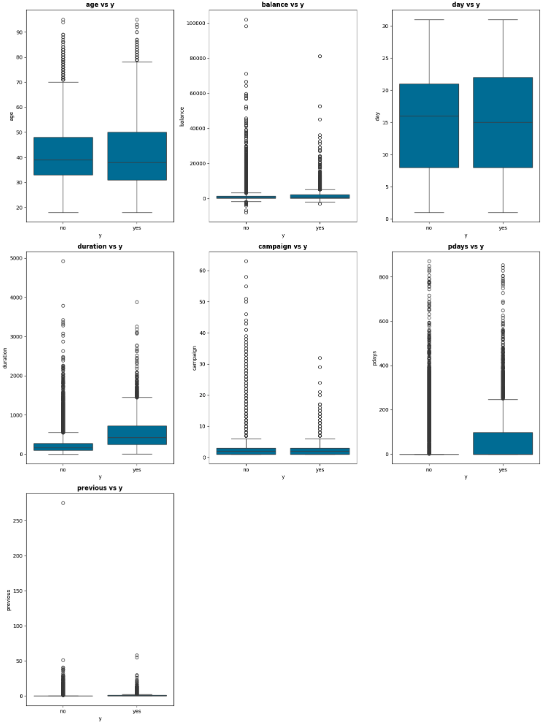 age vs y
balance vs y
day vs y
90
80
70
60
50
40
30
20
age
no
yes
y
100000
80000
60000
40000
20000
0
balance
no
yes
y
30
25
20
15
10
5
0
day
no
yes
y
duration vs y
campaign vs y
pdays vs y
5000
4000
3000
2000
1000
0
duration
no
yes
y
60
50
40
30
20
10
0
campaign
no
yes
y
800
600
400
200
0
pdays
no
yes
y
previous vs y
250
200
150
100
50
0
previous
no
yes
y